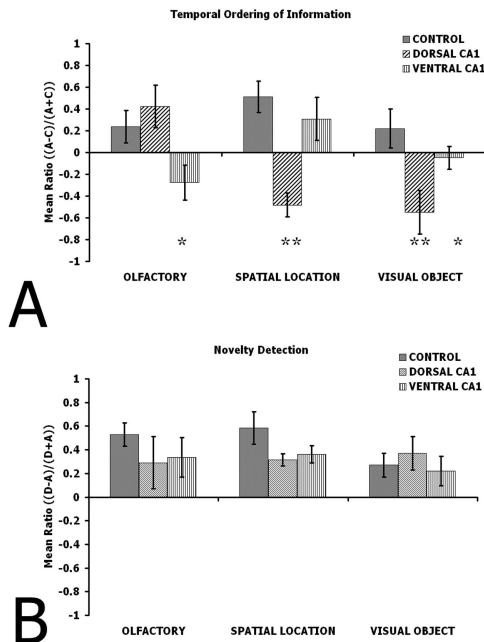 Temporal Ordering of Information
CONTROL
DORSAL CA1
VENTRAL CA1
Mean Ratio ((A-C)/(A+C))
1
0.8
0.6
0.4
0.2
0
-0.2
-0.4
-0.6
-0.8
-1
* ** ** *
OLFACTORY SPATIAL LOCATION VISUAL OBJECT
A
Novelty Detection
CONTROL
DORSAL CA1
VENTRAL CA1
Mean Ratio ((D-A)/(D+A))
1
0.8
0.6
0.4
0.2
0
-0.2
-0.4
-0.6
-0.8
-1
OLFACTORY SPATIAL LOCATION VISUAL OBJECT
B